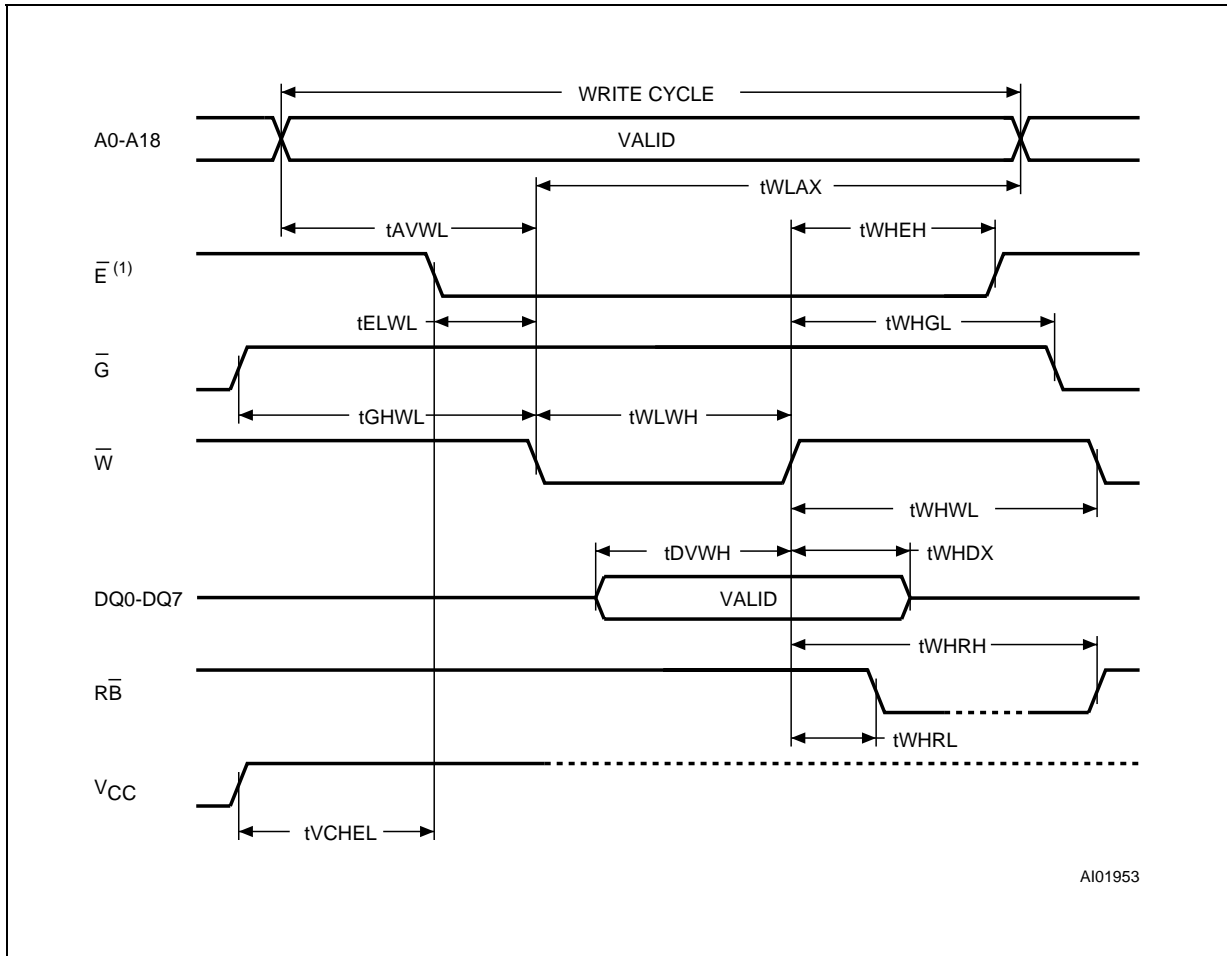 WRITE CYCLE
A0-A18 VALID
tWLAX
tAVWL tWHEH
E̅ (1)
tELWL tWHGL
G̅
tGHWL tWLWH
W̅
tWHWL
tDVWH tWHDX
DQ0-DQ7 VALID
tWHRH
RB̅
tWHRL
VCC
tVCHEL
AI01953